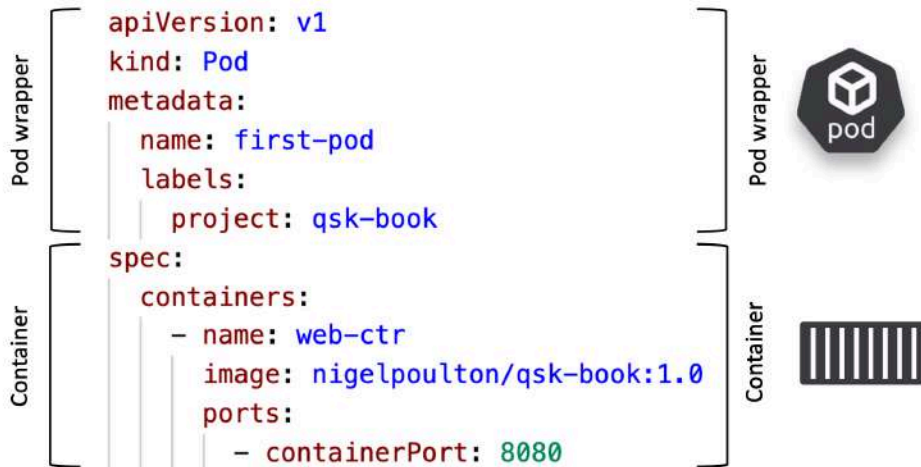 apiVersion: v1
kind: Pod
metadata:
name: first-pod
labels:
project: qsk-book
spec:
containers:
- name: web-ctr
image: nigelpoulton/qsk-book:1.0
ports:
- containerPort: 8080
Pod wrapper
Container
Pod wrapper
Container
pod